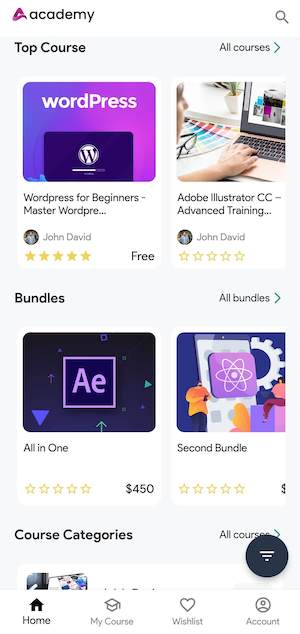 academy
Top Course
All courses
wordPress
Wordpress for Beginners -
Master Wordpre...
John David
Free
Adobe Illustrator CC –
Advanced Training...
John David
Bundles
All bundles
Ae
All in One
$450
Second Bundle
$
Course Categories
All courses
Home
My Course
Wishlist
Account